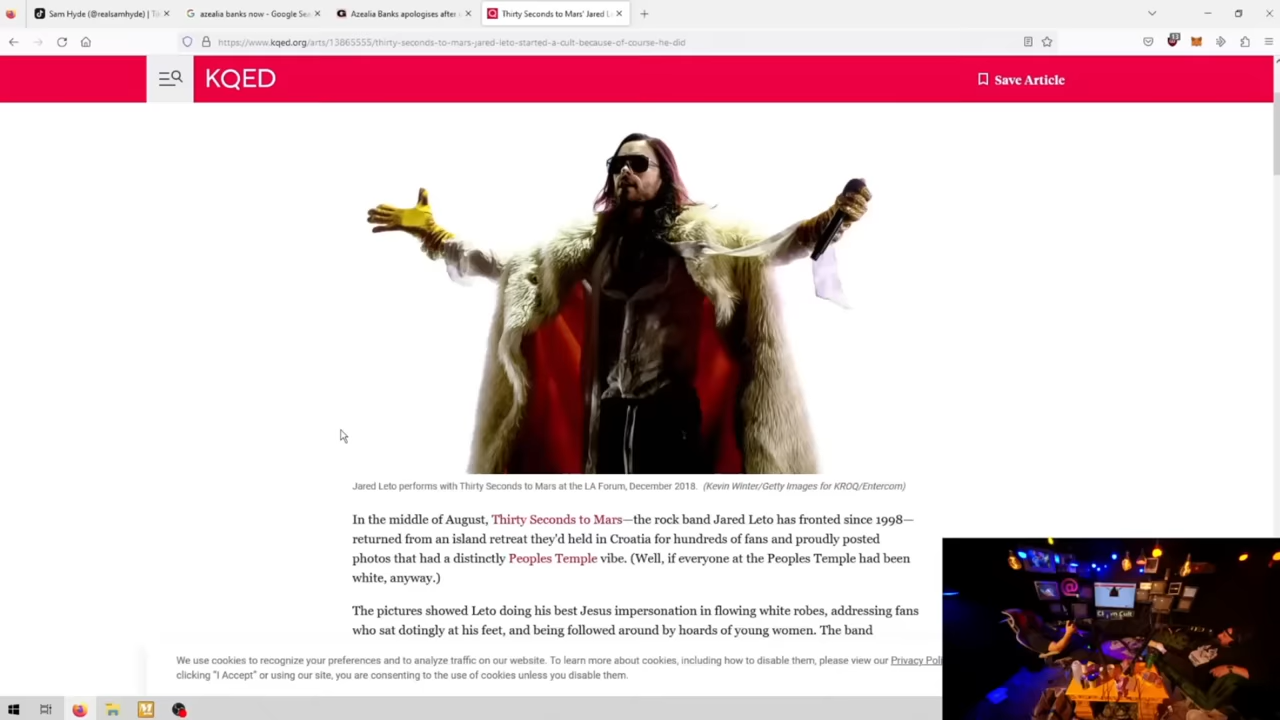 Sam Hyde (@realsamhyde) | Ti
azealia banks now - Google Sea
Azealia Banks apologises after
Thirty Seconds to Mars' Jared L
https://www.kqed.org/arts/13865555/thirty-seconds-to-mars-jared-leto-started-a-cult-because-of-course-he-did
KQED
Save Article
Jared Leto performs with Thirty Seconds to Mars at the LA Forum, December 2018. (Kevin Winter/Getty Images for KROQ/Entercom)
In the middle of August, Thirty Seconds to Mars—the rock band Jared Leto has fronted since 1998—
returned from an island retreat they'd held in Croatia for hundreds of fans and proudly posted
photos that had a distinctly Peoples Temple vibe. (Well, if everyone at the Peoples Temple had been
white, anyway.)
The pictures showed Leto doing his best Jesus impersonation in flowing white robes, addressing fans
who sat dotingly at his feet, and being followed around by hoards of young women. The band
We use cookies to recognize your preferences and to analyze traffic on our website. To learn more about cookies, including how to disable them, please view our Privacy Poli
clicking "I Accept" or using our site, you are consenting to the use of cookies unless you disable them.